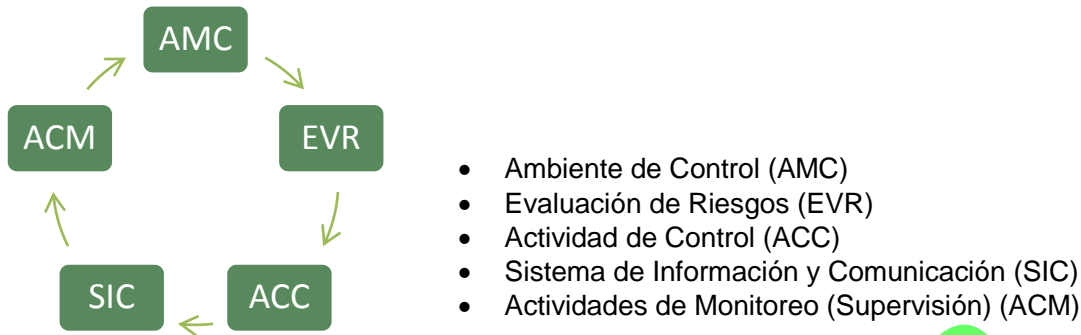 AMC
ACM
EVR
SIC
ACC
• Ambiente de Control (AMC)
• Evaluación de Riesgos (EVR)
• Actividad de Control (ACC)
• Sistema de Información y Comunicación (SIC)
• Actividades de Monitoreo (Supervisión) (ACM)